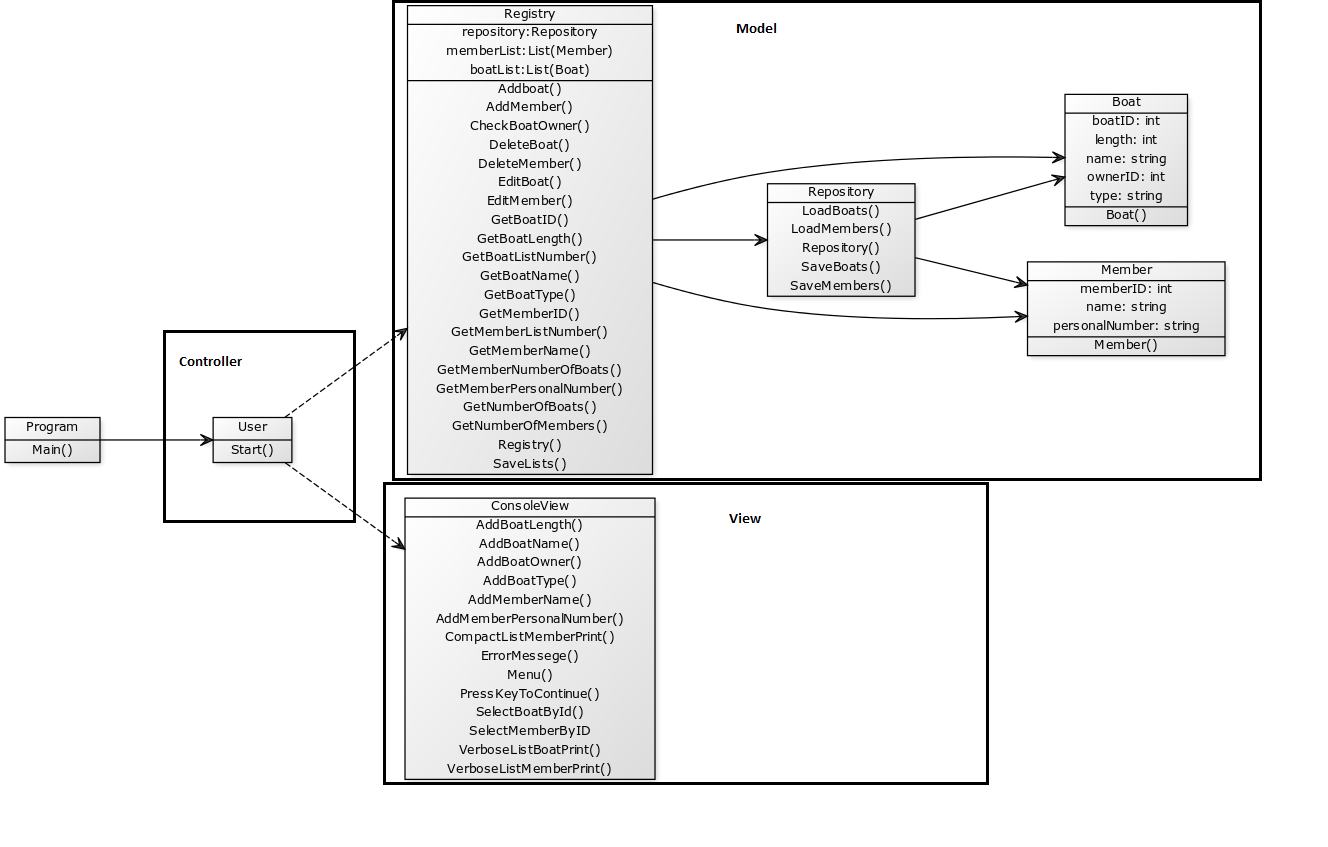 Model
Registry
repository:Repository
memberList:List(Member)
boatList:List(Boat)
Addboat()
AddMember()
CheckBoatOwner()
DeleteBoat()
DeleteMember()
EditBoat()
EditMember()
GetBoatID()
GetBoatLength()
GetBoatListNumber()
GetBoatName()
GetBoatType()
GetMemberID()
GetMemberListNumber()
GetMemberName()
GetMemberNumberOfBoats()
GetMemberPersonalNumber()
GetNumberOfBoats()
GetNumberOfMembers()
Registry()
SaveLists()
Repository
LoadBoats()
LoadMembers()
Repository()
SaveBoats()
SaveMembers()
Boat
boatID: int
length: int
name: string
ownerID: int
type: string
Boat()
Member
memberID: int
name: string
personalNumber: string
Member()
Controller
Program
Main()
User
Start()
View
ConsoleView
AddBoatLength()
AddBoatName()
AddBoatOwner()
AddBoatType()
AddMemberName()
AddMemberPersonalNumber()
CompactListMemberPrint()
ErrorMessege()
Menu()
PressKeyToContinue()
SelectBoatById()
SelectMemberByID
VerboseListBoatPrint()
VerboseListMemberPrint()